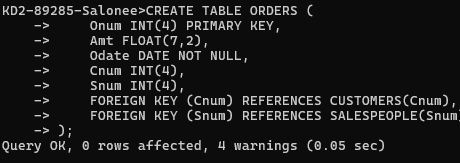 KD2-89285-Salonee>CREATE TABLE ORDERS (
    ->     Onum INT(4) PRIMARY KEY,
    ->     Amt FLOAT(7,2),
    ->     Odate DATE NOT NULL,
    ->     Cnum INT(4),
    ->     Snum INT(4),
    ->     FOREIGN KEY (Cnum) REFERENCES CUSTOMERS(Cnum),
    ->     FOREIGN KEY (Snum) REFERENCES SALESPEOPLE(Snum
    -> );
Query OK, 0 rows affected, 4 warnings (0.05 sec)